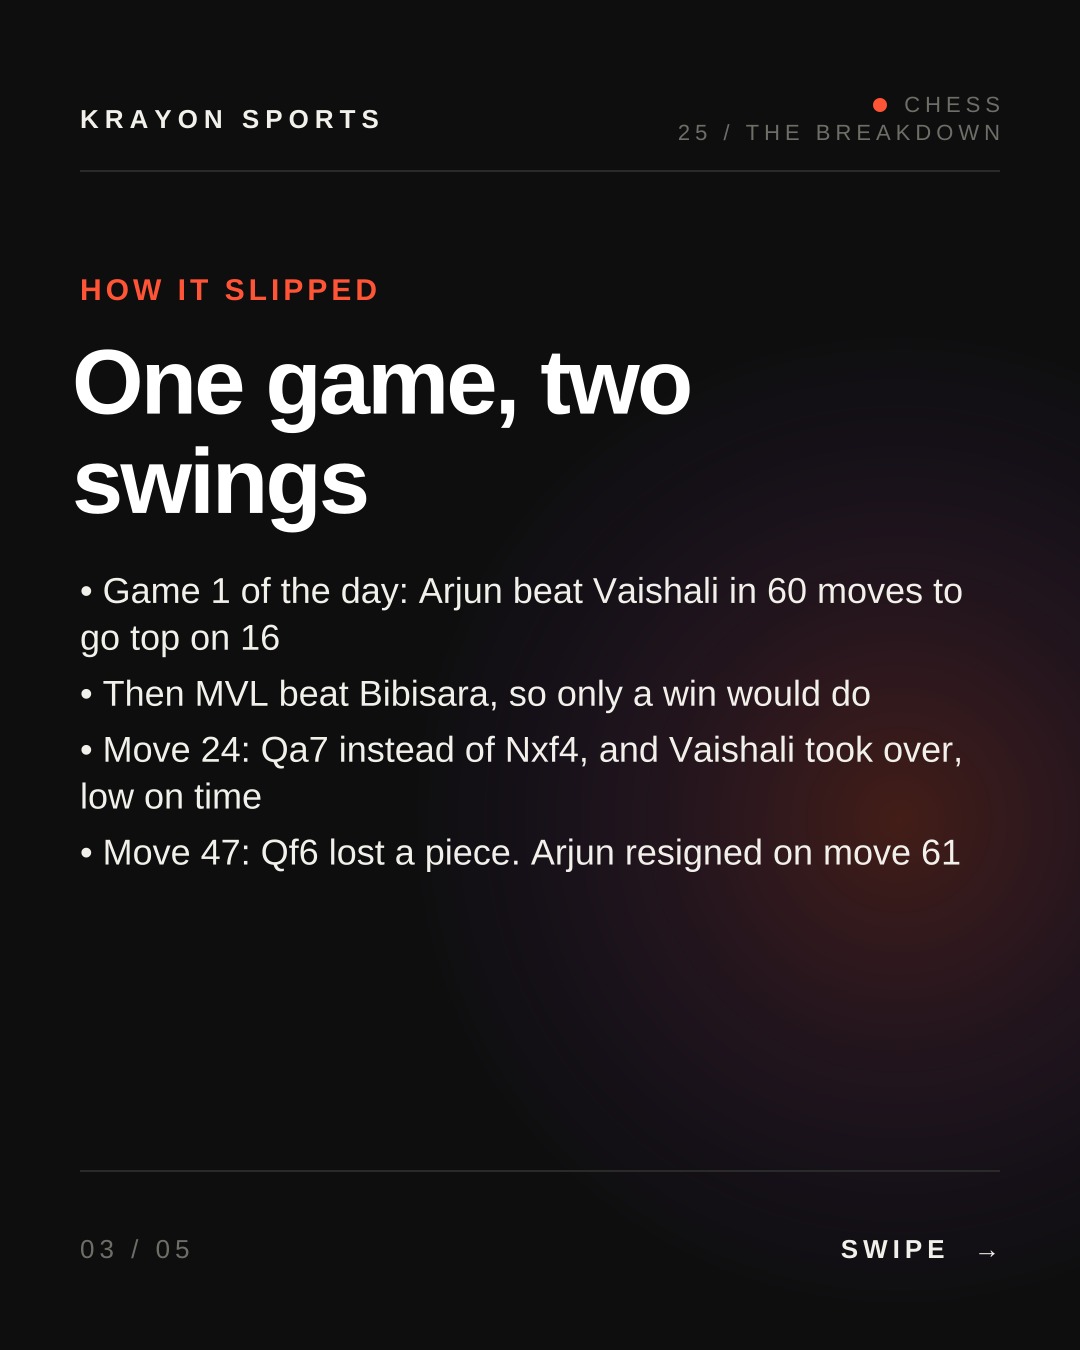 KRAYON SPORTS
CHESS
25 / THE BREAKDOWN
HOW IT SLIPPED
One game, two
swings
• Game 1 of the day: Arjun beat Vaishali in 60 moves to
go top on 16
• Then MVL beat Bibisara, so only a win would do
• Move 24: Qa7 instead of Nxf4, and Vaishali took over,
low on time
• Move 47: Qf6 lost a piece. Arjun resigned on move 61
03 / 05
SWIPE →